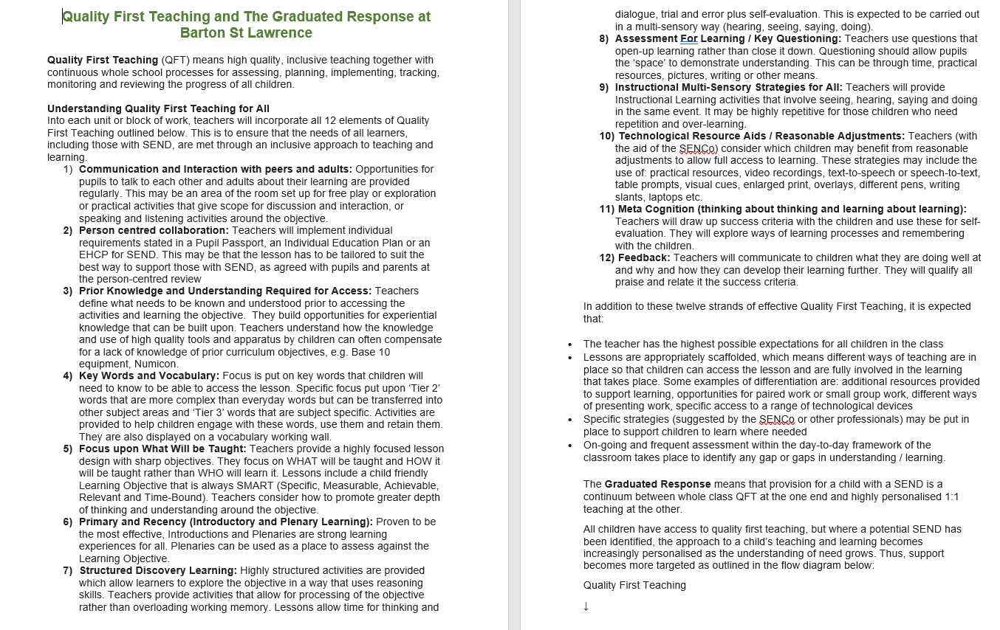 Quality First Teaching and The Graduated Response at
Barton St Lawrence
Quality First Teaching (QFT) means high quality, inclusive teaching together with
continuous whole school processes for assessing, planning, implementing, tracking,
monitoring and reviewing the progress of all children.
Understanding Quality First Teaching for All
Into each unit or block of work, teachers will incorporate all 12 elements of Quality
First Teaching outlined below. This is to ensure that the needs of all learners,
including those with SEND, are met through an inclusive approach to teaching and
learning.
1) Communication and Interaction with peers and adults: Opportunities for
pupils to talk to each other and adults about their learning are provided
regularly. This may be an area of the room set up for free play or exploration
or practical activities that give scope for discussion and interaction, or
speaking and listening activities around the objective.
2) Person centred collaboration: Teachers will implement individual
requirements stated in a Pupil Passport, an Individual Education Plan or an
EHCP for SEND. This may be that the lesson has to be tailored to suit the
best way to support those with SEND, as agreed with pupils and parents at
the person-centred review
3) Prior Knowledge and Understanding Required for Access: Teachers
define what needs to be known and understood prior to accessing the
activities and learning the objective.  They build opportunities for experiential
knowledge that can be built upon. Teachers understand how the knowledge
and use of high quality tools and apparatus by children can often compensate
for a lack of knowledge of prior curriculum objectives, e.g. Base 10
equipment, Numicon.
4) Key Words and Vocabulary: Focus is put on key words that children will
need to know to be able to access the lesson. Specific focus put upon ‘Tier 2’
words that are more complex than everyday words but can be transferred into
other subject areas and ‘Tier 3’ words that are subject specific. Activities are
provided to help children engage with these words, use them and retain them.
They are also displayed on a vocabulary working wall.
5) Focus upon What Will be Taught: Teachers provide a highly focused lesson
design with sharp objectives. They focus on WHAT will be taught and HOW it
will be taught rather than WHO will learn it. Lessons include a child friendly
Learning Objective that is always SMART (Specific, Measurable, Achievable,
Relevant and Time-Bound). Teachers consider how to promote greater depth
of thinking and understanding around the objective.
6) Primary and Recency (Introductory and Plenary Learning): Proven to be
the most effective, Introductions and Plenaries are strong learning
experiences for all. Plenaries can be used as a place to assess against the
Learning Objective.
7) Structured Discovery Learning: Highly structured activities are provided
which allow learners to explore the objective in a way that uses reasoning
skills. Teachers provide activities that allow for processing of the objective
rather than overloading working memory. Lessons allow time for thinking and
dialogue, trial and error plus self-evaluation. This is expected to be carried out
in a multi-sensory way (hearing, seeing, saying, doing).
8) Assessment For Learning / Key Questioning: Teachers use questions that
open-up learning rather than close it down. Questioning should allow pupils
the ‘space’ to demonstrate understanding. This can be through time, practical
resources, pictures, writing or other means.
9) Instructional Multi-Sensory Strategies for All: Teachers will provide
Instructional Learning activities that involve seeing, hearing, saying and doing
in the same event. It may be highly repetitive for those children who need
repetition and over-learning.
10) Technological Resource Aids / Reasonable Adjustments: Teachers (with
the aid of the SENCo) consider which children may benefit from reasonable
adjustments to allow full access to learning. These strategies may include the
use of: practical resources, video recordings, text-to-speech or speech-to-text,
table prompts, visual cues, enlarged print, overlays, different pens, writing
slants, laptops etc.
11) Meta Cognition (thinking about thinking and learning about learning):
Teachers will draw up success criteria with the children and use these for self-
evaluation. They will explore ways of learning processes and remembering
with the children.
12) Feedback: Teachers will communicate to children what they are doing well at
and why and how they can develop their learning further. They will qualify all
praise and relate it the success criteria.
In addition to these twelve strands of effective Quality First Teaching, it is expected
that:
• The teacher has the highest possible expectations for all children in the class
• Lessons are appropriately scaffolded, which means different ways of teaching are in
place so that children can access the lesson and are fully involved in the learning
that takes place. Some examples of differentiation are: additional resources provided
to support learning, opportunities for paired work or small group work, different ways
of presenting work, specific access to a range of technological devices
• Specific strategies (suggested by the SENCo or other professionals) may be put in
place to support children to learn where needed
• On-going and frequent assessment within the day-to-day framework of the
classroom takes place to identify any gap or gaps in understanding / learning.
The Graduated Response means that provision for a child with a SEND is a
continuum between whole class QFT at the one end and highly personalised 1:1
teaching at the other.
All children have access to quality first teaching, but where a potential SEND has
been identified, the approach to a child’s teaching and learning becomes
increasingly personalised as the understanding of need grows. Thus, support
becomes more targeted as outlined in the flow diagram below:
Quality First Teaching
↓